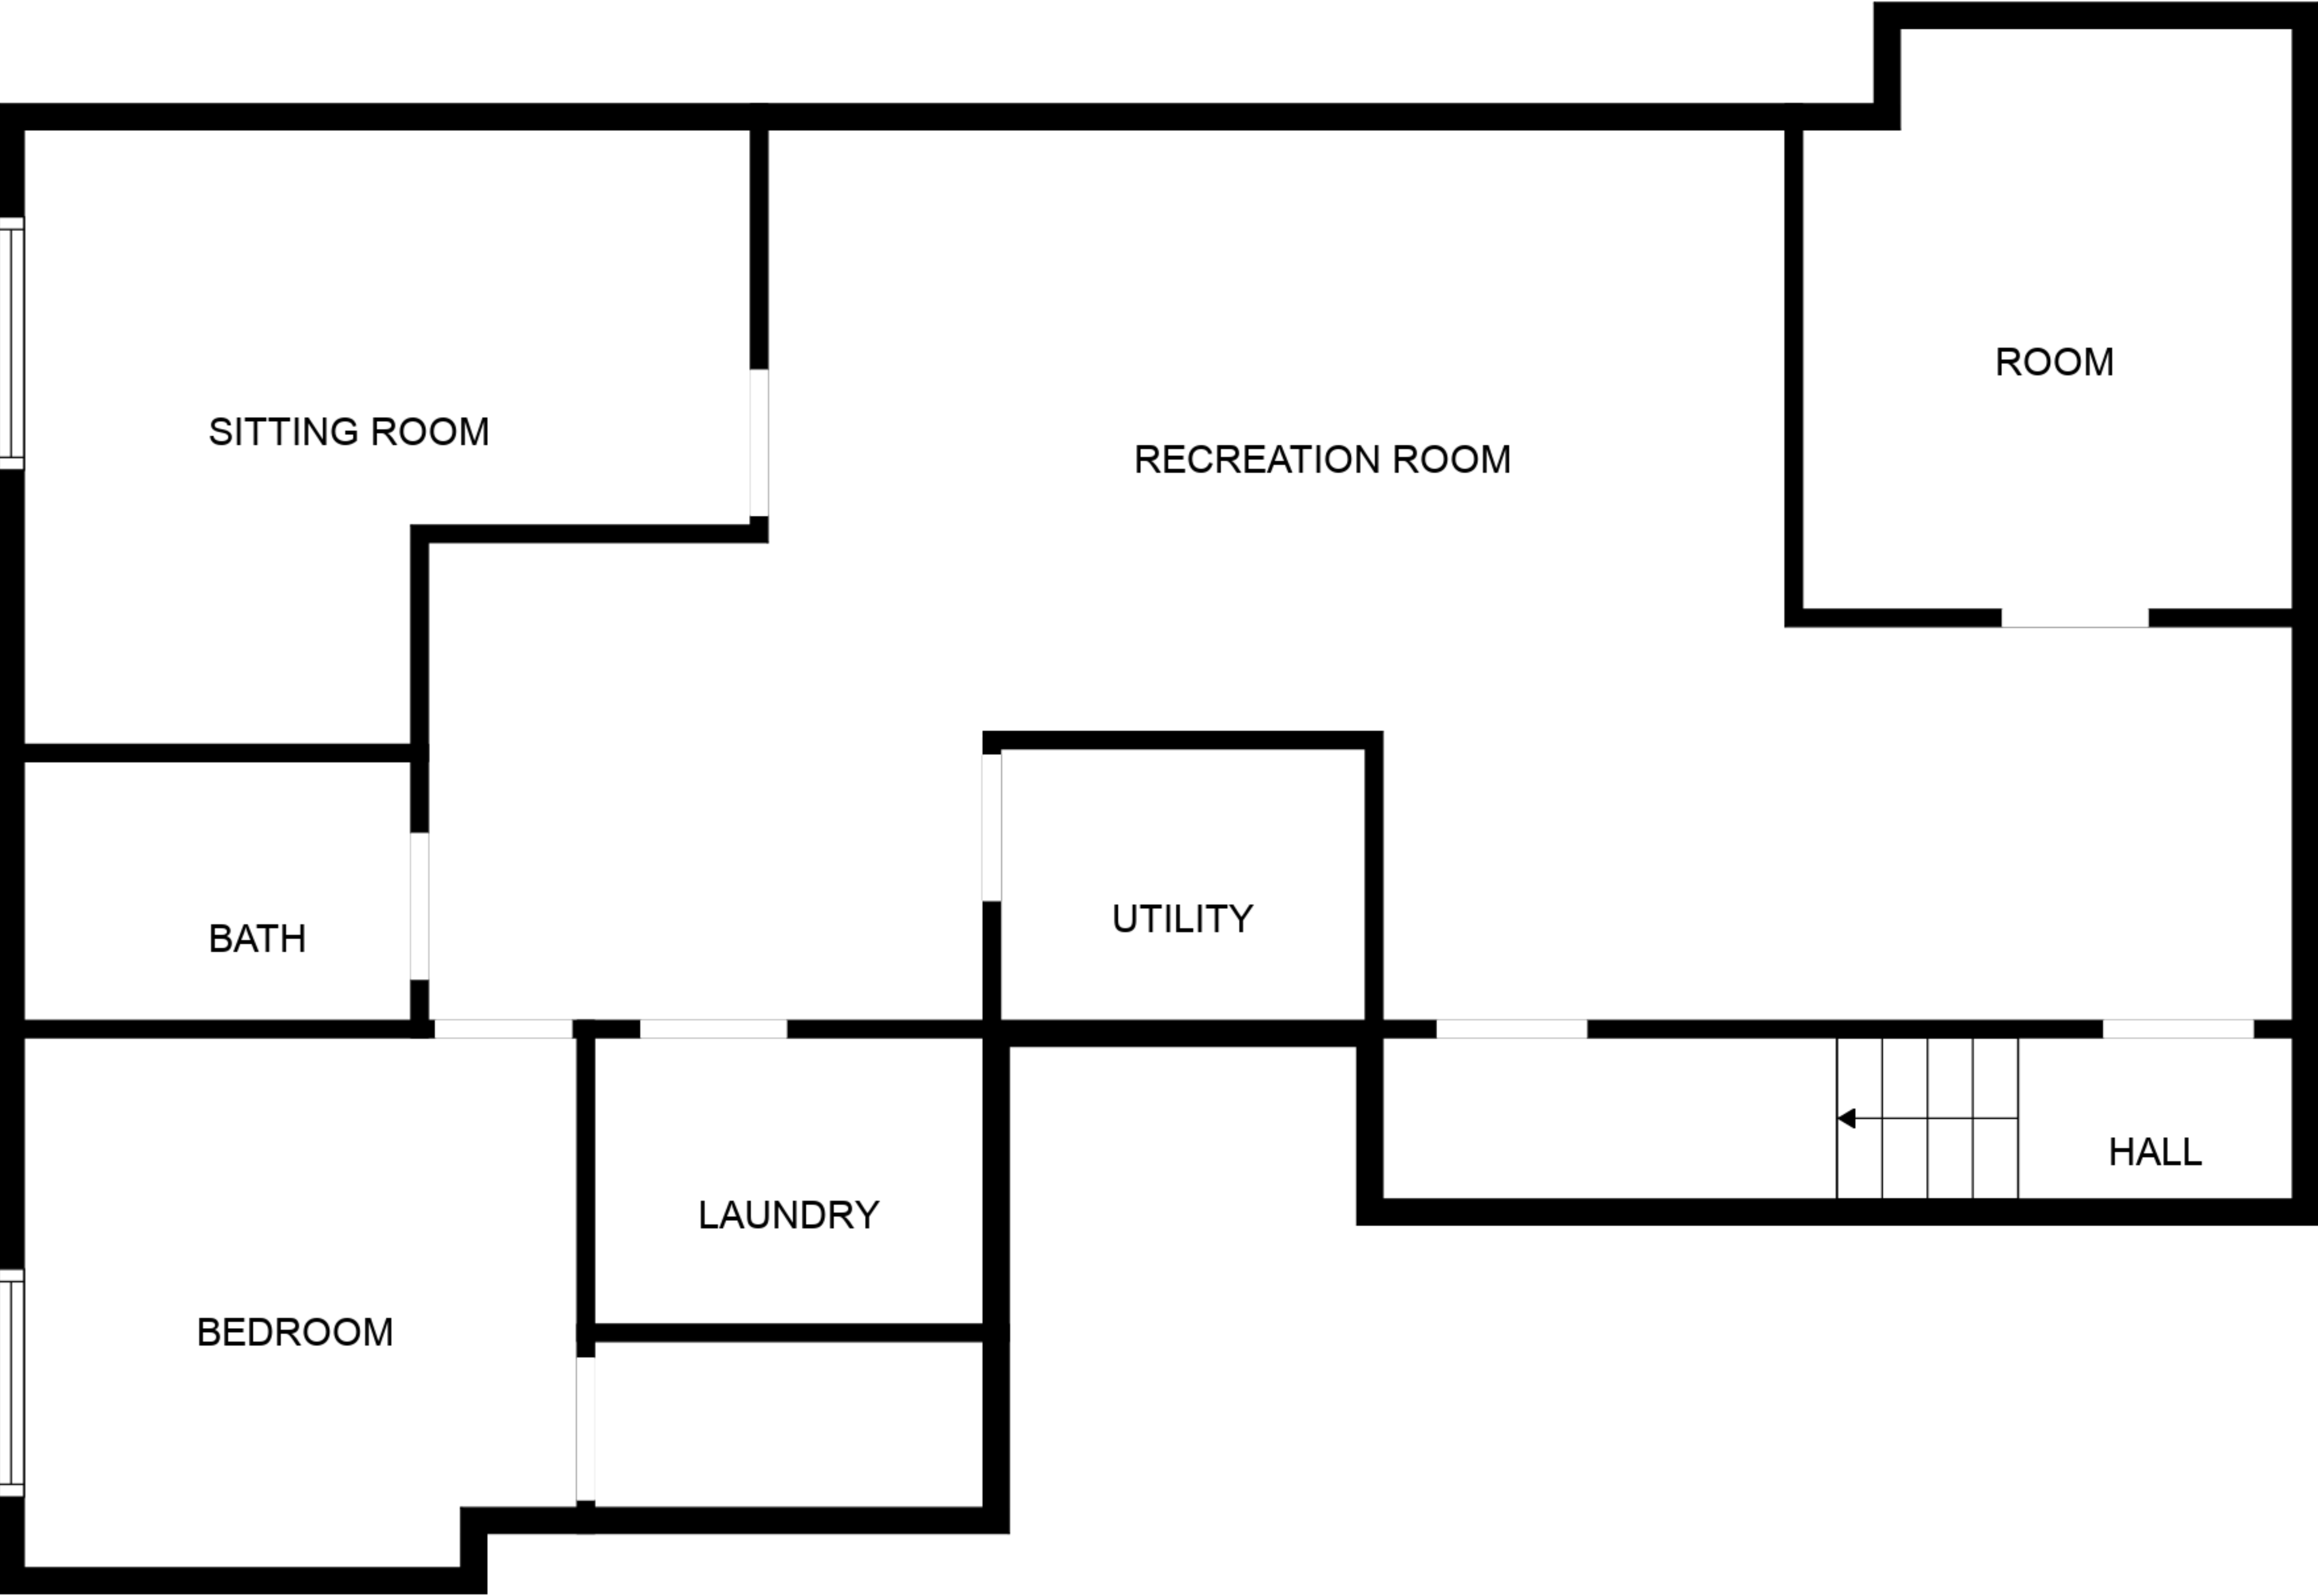 ROOM
SITTING ROOM
RECREATION ROOM
UTILITY
BATH
HALL
LAUNDRY
BEDROOM